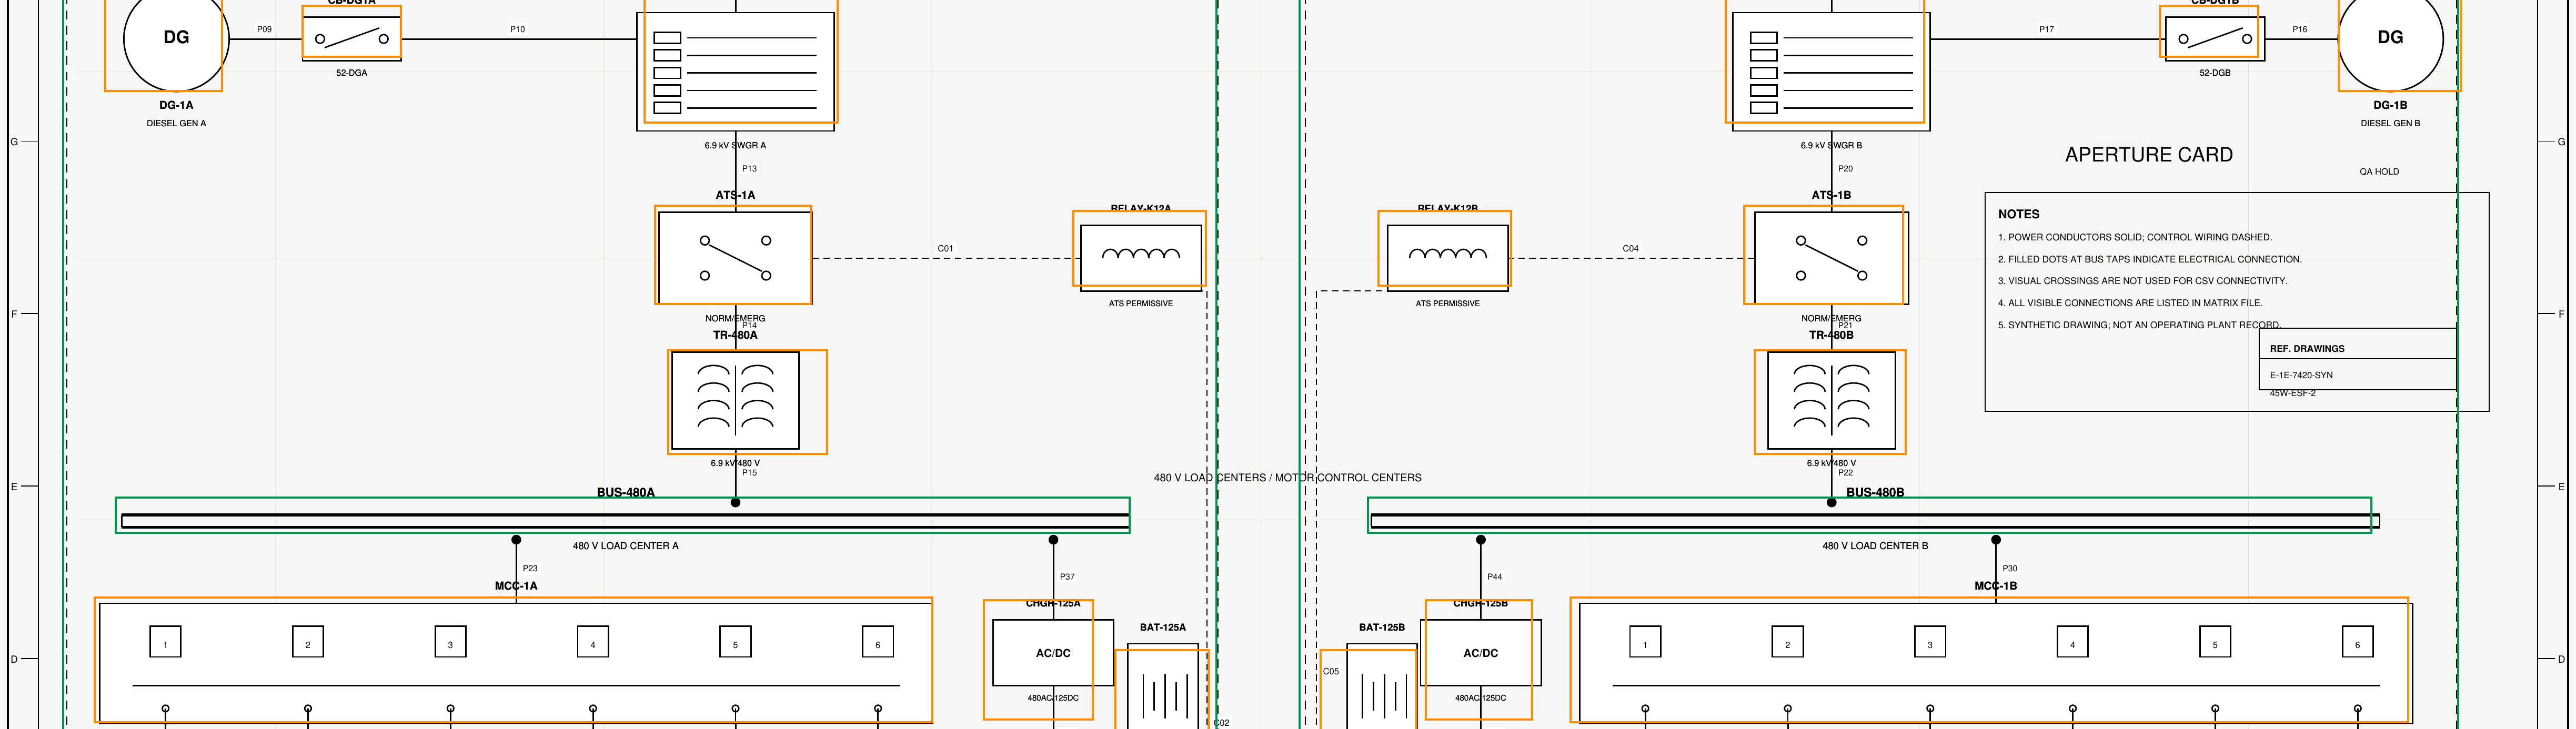 CB-DG1A
CB-DG1B
DG
P09
P10
P17
P16
DG
52-DGA
52-DGB
DG-1A
DIESEL GEN A
DG-1B
DIESEL GEN B
G
6.9 kV SWGR A
6.9 kV SWGR B
G
APERTURE CARD
P13
P20
QA HOLD
ATS-1A
RELAY-K12A
RELAY-K12B
ATS-1B
NOTES
1. POWER CONDUCTORS SOLID; CONTROL WIRING DASHED.
2. FILLED DOTS AT BUS TAPS INDICATE ELECTRICAL CONNECTION.
3. VISUAL CROSSINGS ARE NOT USED FOR CSV CONNECTIVITY.
4. ALL VISIBLE CONNECTIONS ARE LISTED IN MATRIX FILE.
5. SYNTHETIC DRAWING; NOT AN OPERATING PLANT RECORD.
C01
C04
ATS PERMISSIVE
ATS PERMISSIVE
F
NORM/EMERG
P14
NORM/EMERG
P21
F
TR-480A
TR-480B
REF. DRAWINGS
E-1E-7420-SYN
45W-ESF-2
6.9 kV/480 V
P15
6.9 kV/480 V
P22
480 V LOAD CENTERS / MOTOR CONTROL CENTERS
E
BUS-480A
BUS-480B
E
480 V LOAD CENTER A
480 V LOAD CENTER B
P23
P37
P44
P30
MCC-1A
MCC-1B
CHGR-125A
CHGR-125B
BAT-125A
BAT-125B
D
1
2
3
4
5
6
AC/DC
AC/DC
1
2
3
4
5
6
D
C05
480AC/125DC
480AC/125DC
C02